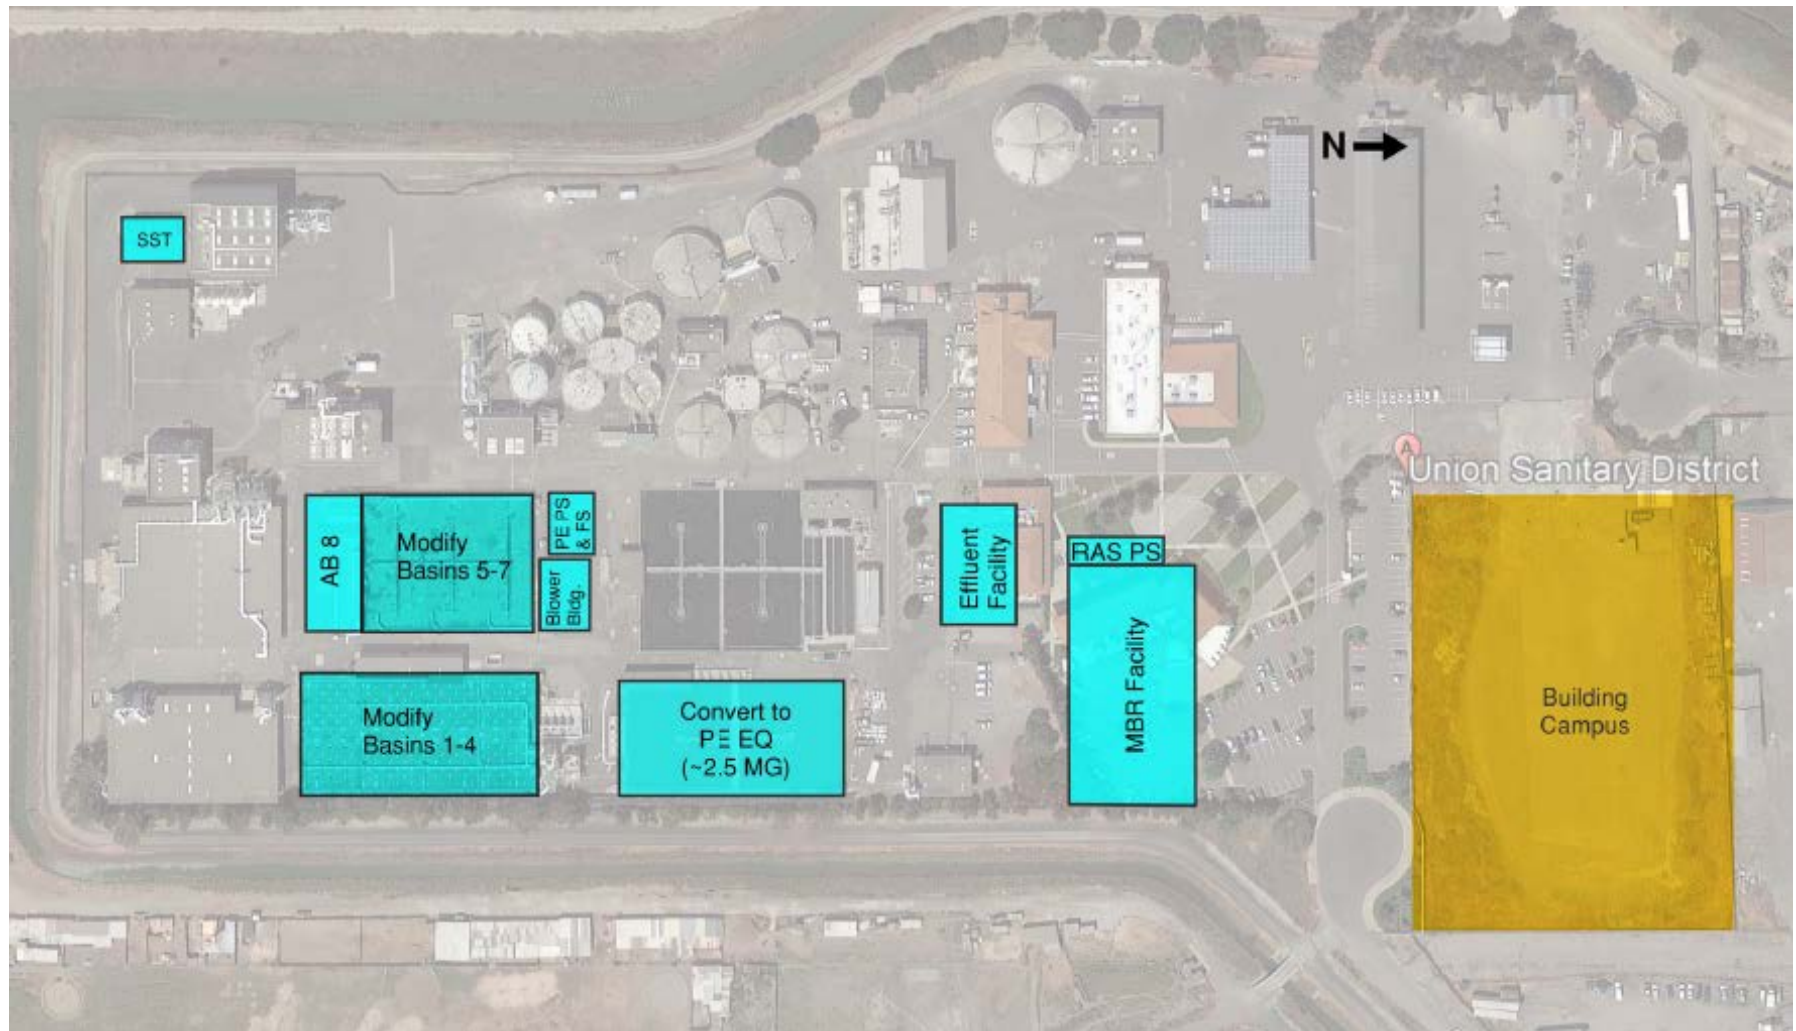 N
SST
A
Union Sanitary District
AB 8
Modify
Basins 5-7
PE PS
& FS
Blower
Bldg.
Effluent
Facility
RAS PS
MBR Facility
Modify
Basins 1-4
Convert to
PE EQ
(~2.5 MG)
Building
Campus